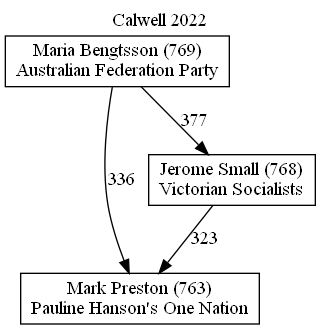 Calwell 2022
Maria Bengtsson (769)
Australian Federation Party
377
Jerome Small (768)
Victorian Socialists
336
323
Mark Preston (763)
Pauline Hanson's One Nation